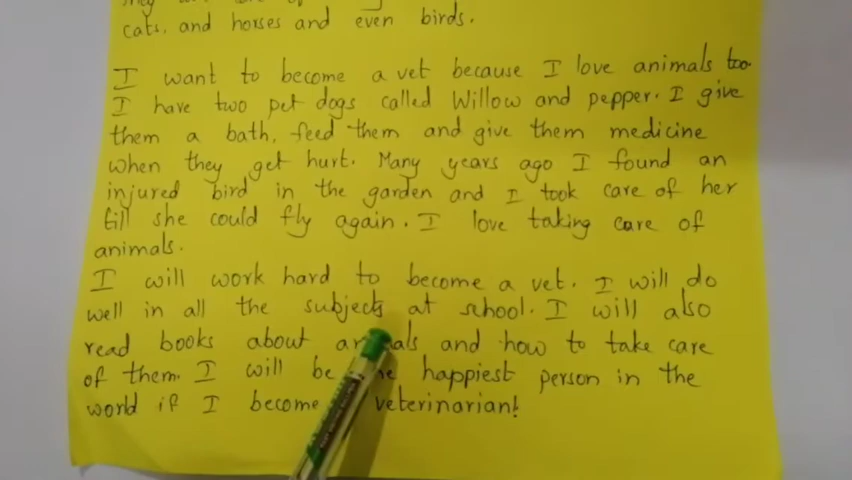 cats, and horses and even birds.
I want to become a vet because I love animals too
I have two pet dogs called Willow and pepper. I give
them a bath, feed them and give them medicine
when they get hurt. Many years ago I found an
injured bird in the garden and I took care of her
till she could fly again. I love taking care of
animals.
I will work hard to become a vet. I will do
well in all the subjects at school. I will also
read books about and how to take care
of them. I will be happiest person in the
world if I become veterinarian!